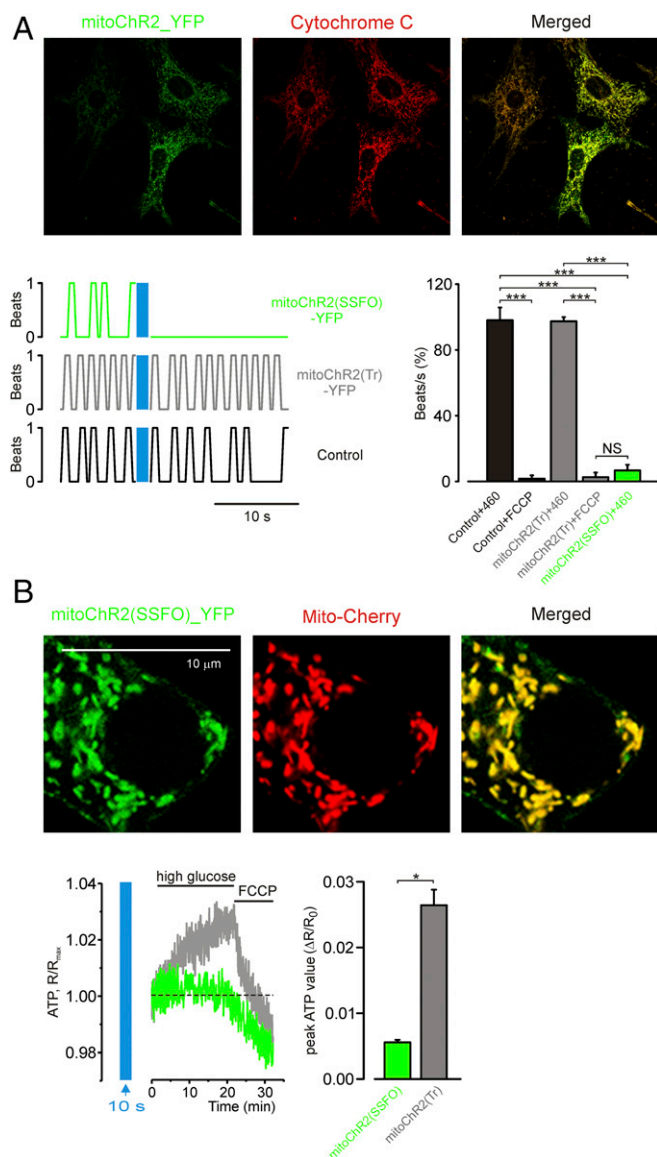 A
mitoChR2_YFP
Cytochrome C
Merged
Beats
1
0
mitoChR2(SSFO)
-YFP
Beats
1
0
mitoChR2(Tr)
-YFP
Beats
1
0
Control
10 s
Beats/s (%)
120
80
40
0
***
***
***
***
***
NS
Control+460
Control+FCCP
mitoChR2(Tr)+460
mitoChR2(Tr)+FCCP
mitoChR2(SSFO)+460
B
mitoChR2(SSFO)_YFP
Mito-Cherry
Merged
10 µm
ATP, R/Rmax
1.04
1.02
1.00
0.98
high glucose
FCCP
10 s
0 10 20 30
Time (min)
peak ATP value (ΔR/R0)
0.03
0.02
0.01
0.00
*
mitoChR2(SSFO)
mitoChR2(Tr)